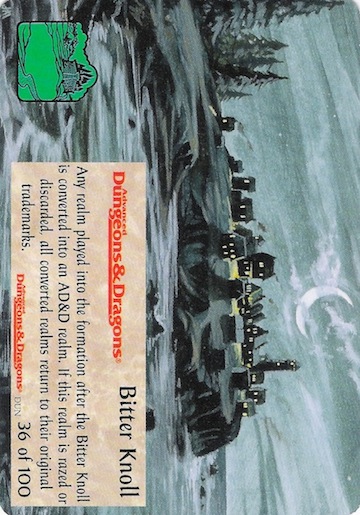 Bitter Knoll
Advanced
Dungeons & Dragons®
Any realm played into the formation after the Bitter Knoll
is converted into an AD&D realm. If this realm is razed or
discarded, all converted realms return to their original
trademarks.
Dungeons & Dragons® DUN 36 of 100